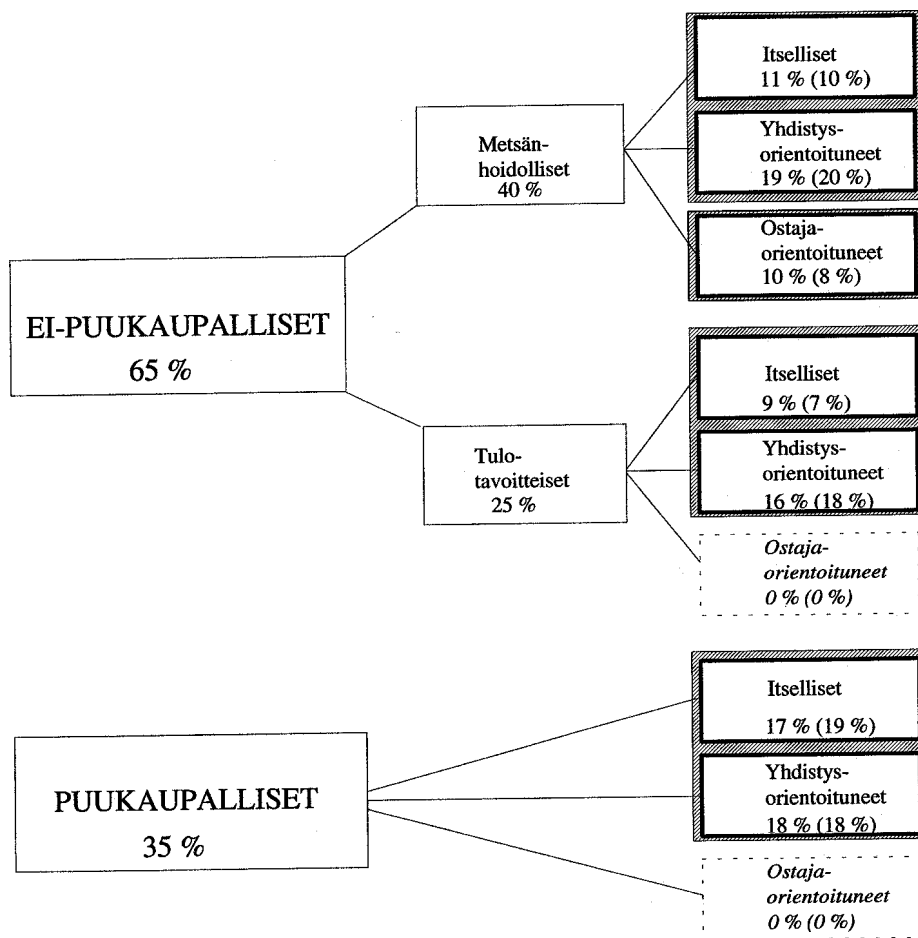 Itselliset
11 % (10 %)
Metsän-
hoidolliset
40 %
Yhdistys-
orientoituneet
19 % (20 %)
Ostaja-
orientoituneet
10 % (8 %)
EI-PUUKAUPALLISET
65 %
Itselliset
9 % (7 %)
Tulo-
tavoitteiset
25 %
Yhdistys-
orientoituneet
16 % (18 %)
Ostaja-
orientoituneet
0 % (0 %)
Itselliset
17 % (19 %)
PUUKAUPALLISET
35 %
Yhdistys-
orientoituneet
18 % (18 %)
Ostaja-
orientoituneet
0 % (0 %)